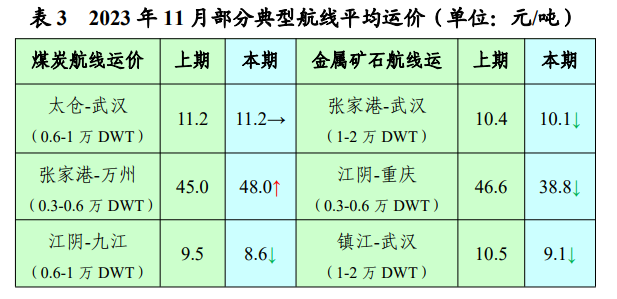 表 3 2023 年 11 月部分典型航线平均运价（单位：元/吨）
煤炭航线运价 上期 本期 金属矿石航线运 上期 本期
太仓-武汉
（0.6-1 万 DWT） 11.2 11.2→ 张家港-武汉
（1-2 万 DWT） 10.4 10.1↓
张家港-万州
（0.3-0.6 万 DWT） 45.0 48.0↑ 江阴-重庆
（0.3-0.6 万 DWT） 46.6 38.8↓
江阴-九江
（0.6-1 万 DWT） 9.5 8.6↓ 镇江-武汉
（1-2 万 DWT） 10.5 9.1↓